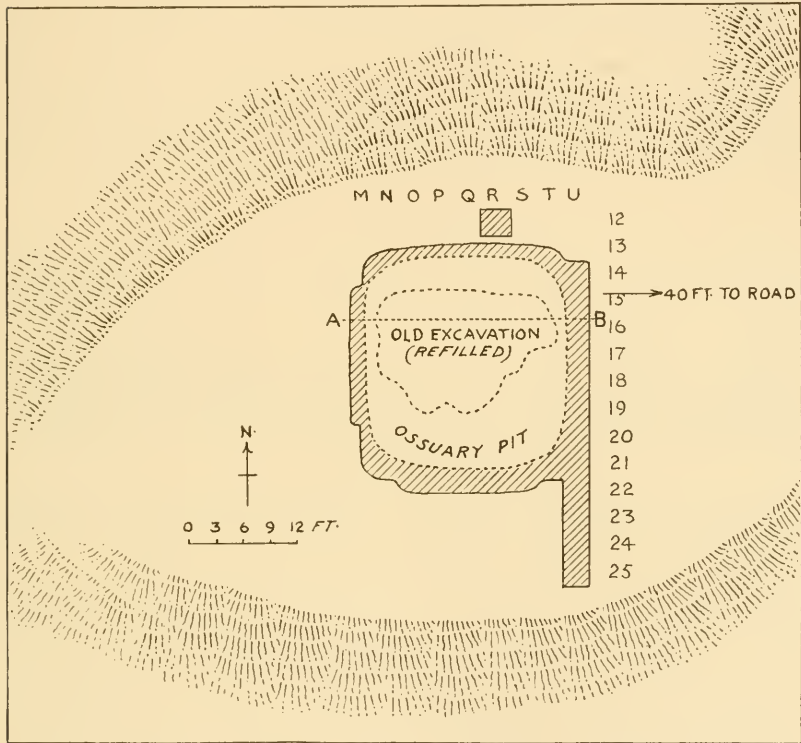 M N O P Q R S T U
12
13
14
15 40 FT. TO ROAD
A B 16
OLD EXCAVATION
(REFILLED)
17
18
19
20
OSSUARY PIT
21
N.
22
23
0 3 6 9 12 FT.
24
25